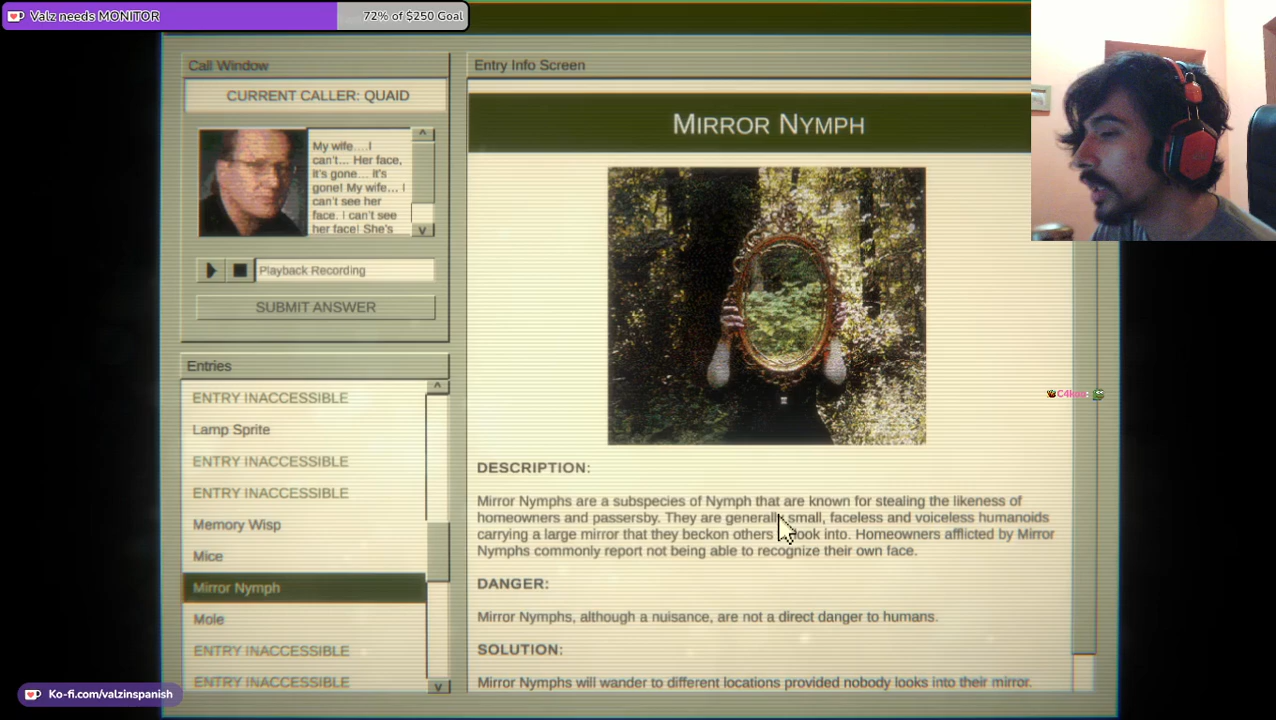 Valz needs MONITOR
72% of $250 Goal
Call Window
CURRENT CALLER: QUAID
My wife....I
can't... Her face,
it's gone... it's
gone! My wife... I
can't see her
face. I can't see
her face! She's
Playback Recording
SUBMIT ANSWER
Entries
ENTRY INACCESSIBLE
Lamp Sprite
ENTRY INACCESSIBLE
ENTRY INACCESSIBLE
Memory Wisp
Mice
Mirror Nymph
Mole
ENTRY INACCESSIBLE
ENTRY INACCESSIBLE
Entry Info Screen
MIRROR NYMPH
DESCRIPTION:
Mirror Nymphs are a subspecies of Nymph that are known for stealing the likeness of
homeowners and passersby. They are generally small, faceless and voiceless humanoids
carrying a large mirror that they beckon others look into. Homeowners afflicted by Mirror
Nymphs commonly report not being able to recognize their own face.
DANGER:
Mirror Nymphs, although a nuisance, are not a direct danger to humans.
SOLUTION:
Mirror Nymphs will wander to different locations provided nobody looks into their mirror.
C4kou:
Ko-fi.com/valzinspanish